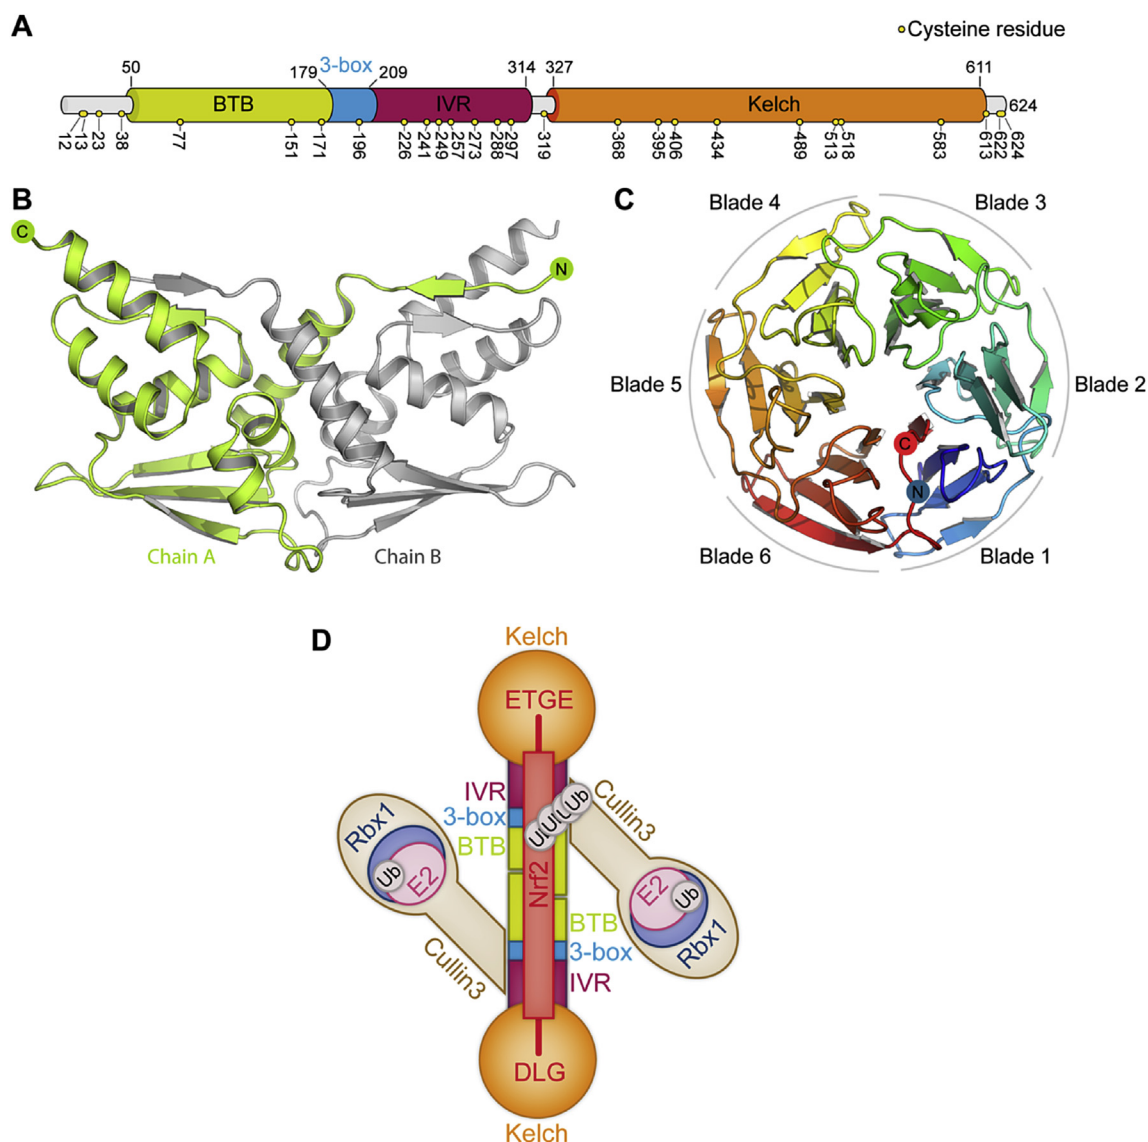 A
Cysteine residue
3-box
50
179
209
314
327
611
BTB
IVR
Kelch
624
12
13
23
38
77
151
171
196
226
241
249
257
273
288
297
319
368
395
406
434
489
513
518
583
613
622
624
B
C
N
Chain A
Chain B
C
Blade 4
Blade 3
Blade 5
Blade 2
C
N
Blade 6
Blade 1
D
Kelch
ETGE
IVR
3-box
BTB
Nrf2
Ub
Cullin3
Rbx1
Ub
E2
Cullin3
E2
Ub
Rbx1
BTB
3-box
IVR
DLG
Kelch